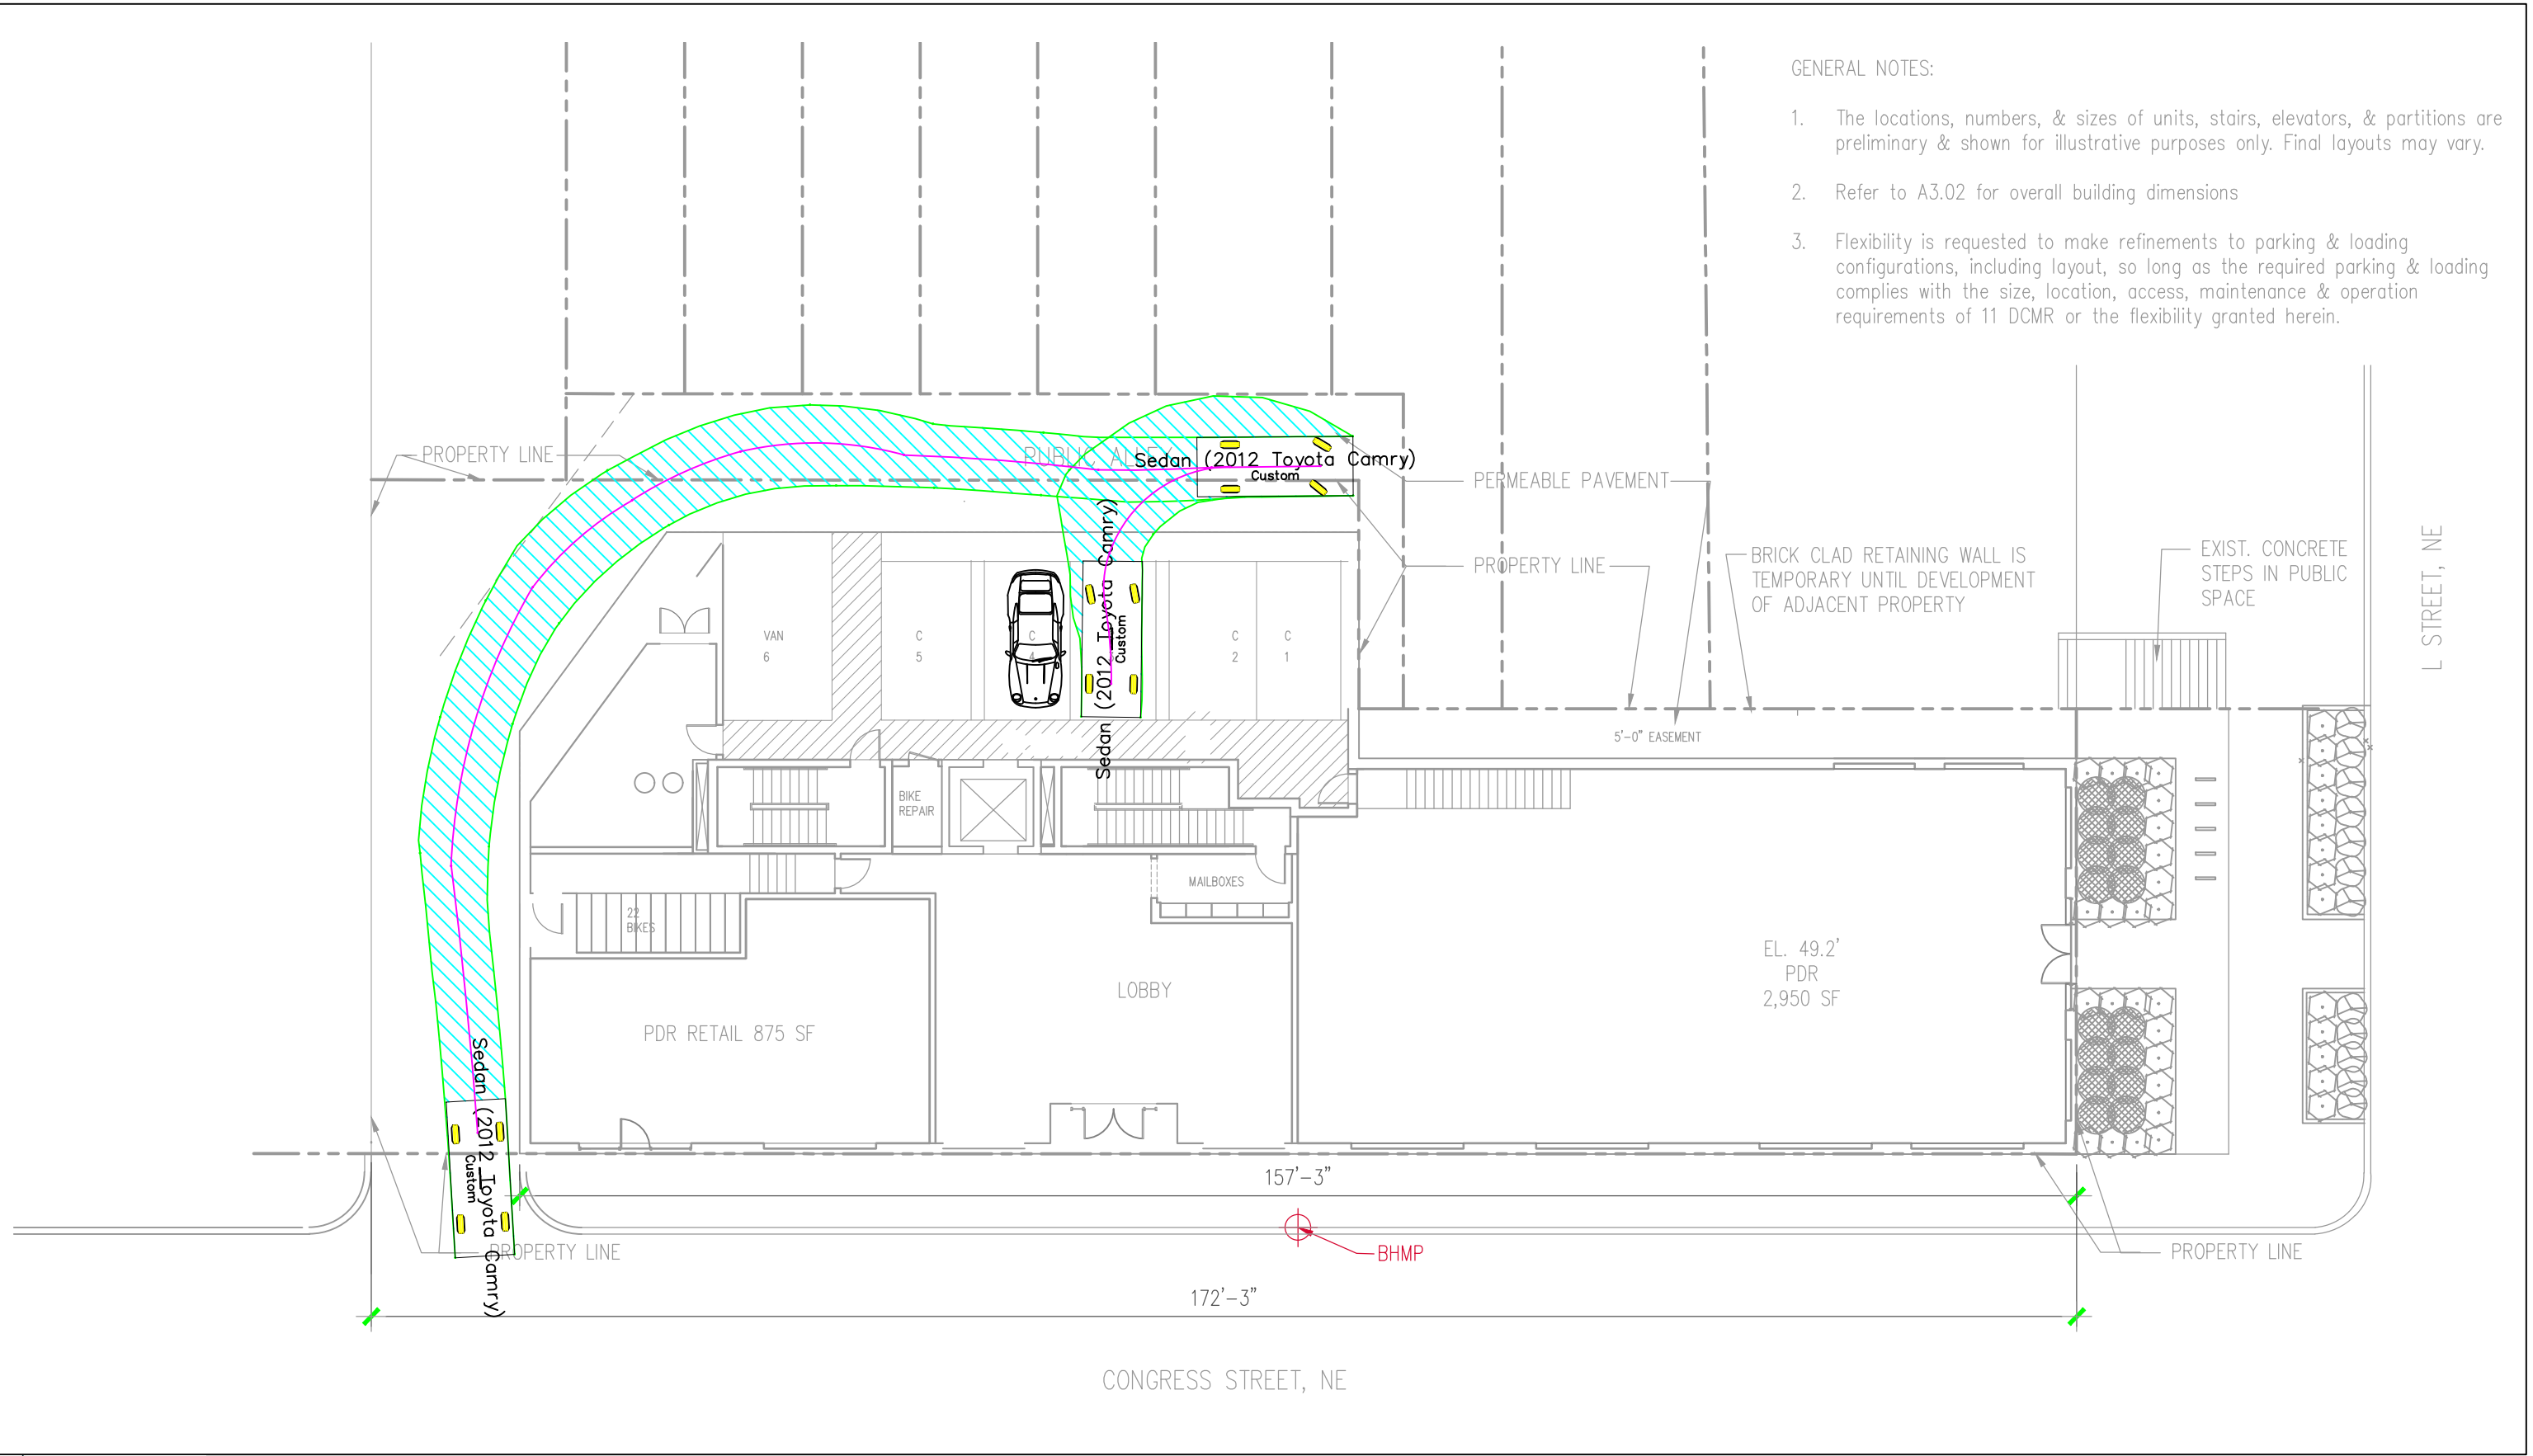 GENERAL NOTES:
1. The locations, numbers, & sizes of units, stairs, elevators, & partitions are
preliminary & shown for illustrative purposes only. Final layouts may vary.
2. Refer to A3.02 for overall building dimensions
3. Flexibility is requested to make refinements to parking & loading
configurations, including layout, so long as the required parking & loading
complies with the size, location, access, maintenance & operation
requirements of 11 DCMR or the flexibility granted herein.
PROPERTY LINE
PUBLIC ALLEY
Sedan (2012 Toyota Camry)
Custom
PERMEABLE PAVEMENT
PROPERTY LINE
BRICK CLAD RETAINING WALL IS
TEMPORARY UNTIL DEVELOPMENT
OF ADJACENT PROPERTY
EXIST. CONCRETE
STEPS IN PUBLIC
SPACE
L STREET, NE
VAN
6
C
5
C
4
Sedan (2012 Toyota Camry)
Custom
C
2
C
1
5'-0" EASEMENT
BIKE
REPAIR
MAILBOXES
22
BIKES
EL. 49.2'
PDR
2,950 SF
LOBBY
PDR RETAIL 875 SF
Sedan (2012 Toyota Camry)
Custom
157'-3"
PROPERTY LINE
BHMP
PROPERTY LINE
172'-3"
CONGRESS STREET, NE